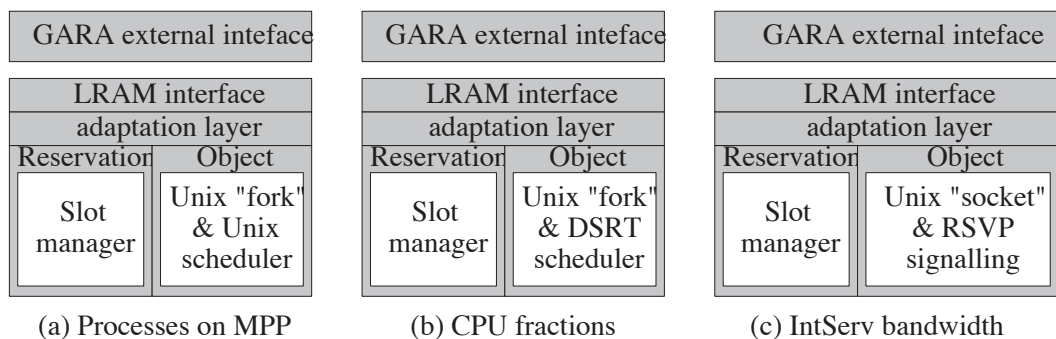 GARA external inteface
LRAM interface
adaptation layer
Reservation
Object
Slot
manager
Unix "fork"
& Unix
scheduler
(a) Processes on MPP
GARA external inteface
LRAM interface
adaptation layer
Reservation
Object
Slot
manager
Unix "fork"
& DSRT
scheduler
(b) CPU fractions
GARA external inteface
LRAM interface
adaptation layer
Reservation
Object
Slot
manager
Unix "socket"
& RSVP
signalling
(c) IntServ bandwidth